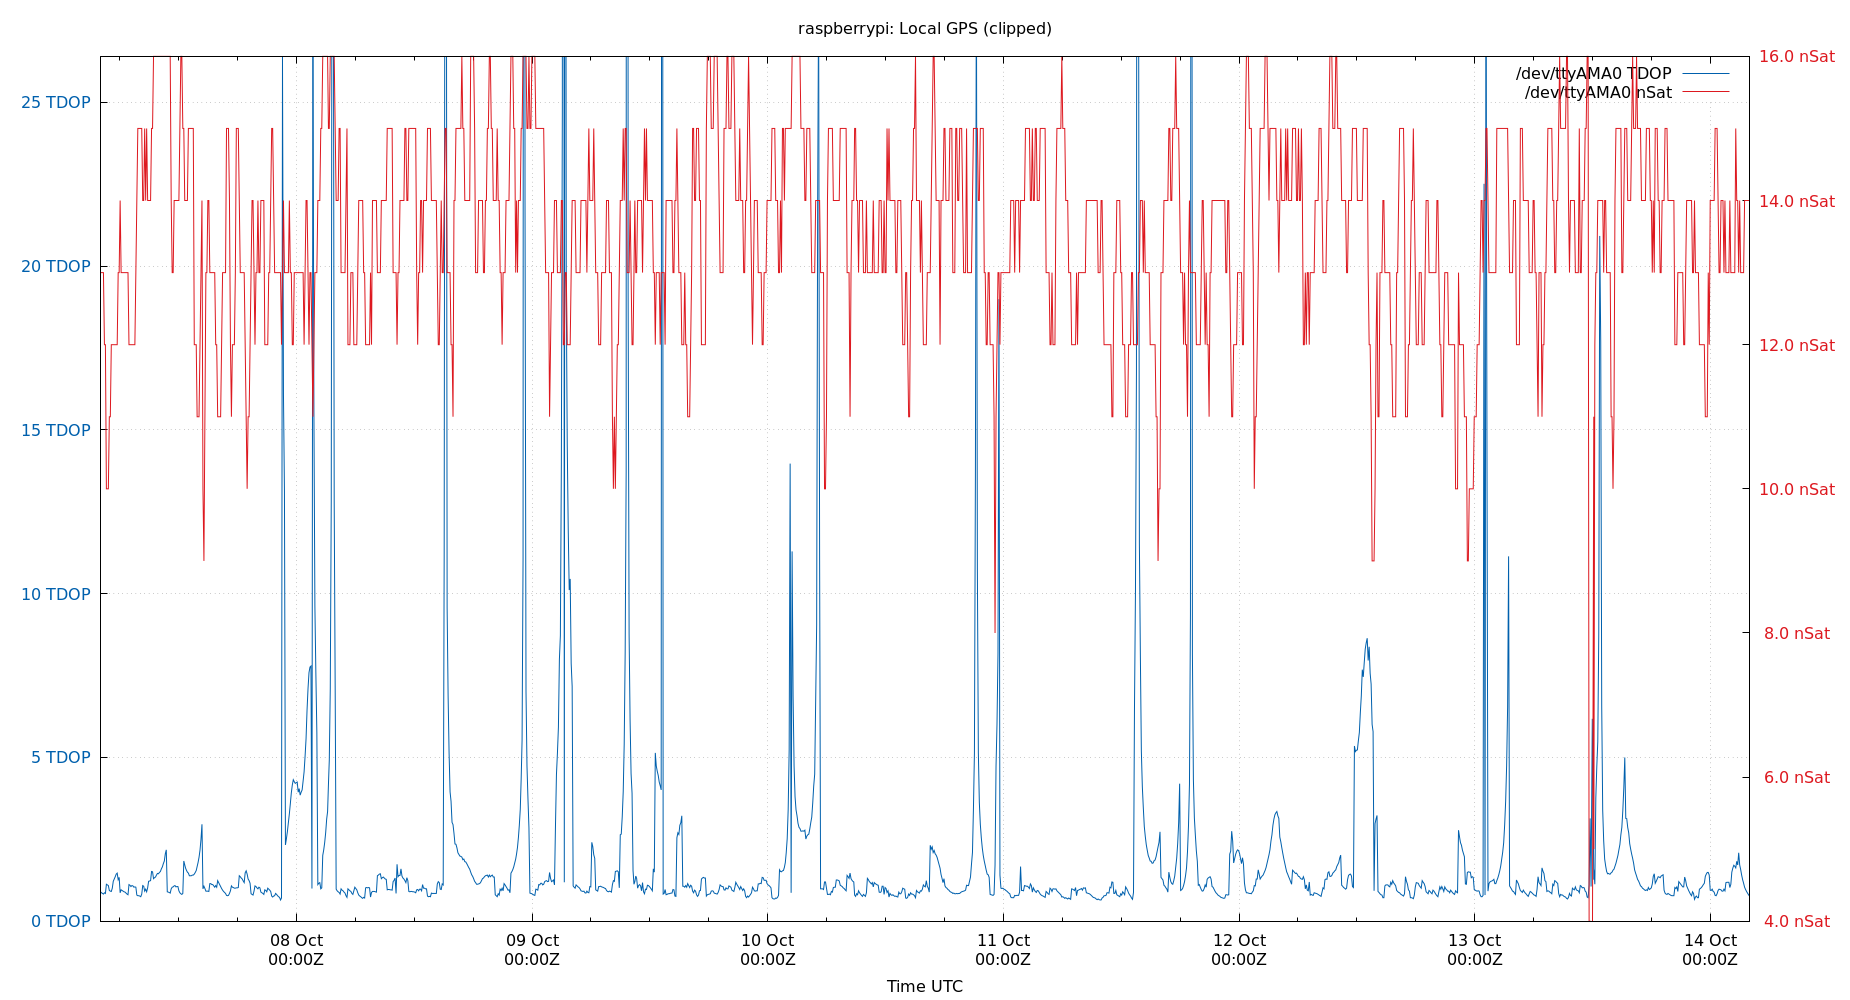 raspberrypi: Local GPS (clipped)
/dev/ttyAMA0 TDOP
/dev/ttyAMA0 nSat
25 TDOP
20 TDOP
15 TDOP
10 TDOP
5 TDOP
0 TDOP
16.0 nSat
14.0 nSat
12.0 nSat
10.0 nSat
8.0 nSat
6.0 nSat
4.0 nSat
08 Oct
00:00Z
09 Oct
00:00Z
10 Oct
00:00Z
11 Oct
00:00Z
12 Oct
00:00Z
13 Oct
00:00Z
14 Oct
00:00Z
Time UTC